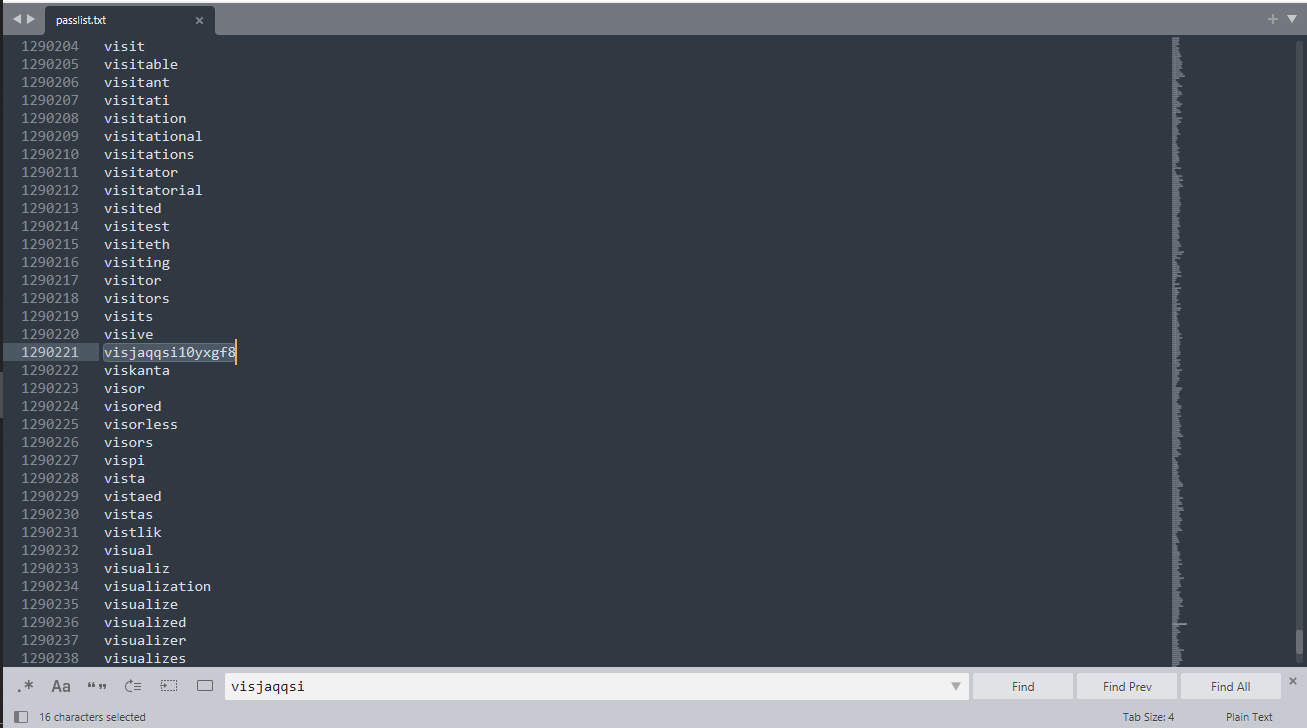 passlist.txt
1290204 visit
1290205 visitable
1290206 visitant
1290207 visitati
1290208 visitation
1290209 visitational
1290210 visitations
1290211 visitator
1290212 visitatorial
1290213 visited
1290214 visitest
1290215 visiteth
1290216 visiting
1290217 visitor
1290218 visitors
1290219 visits
1290220 visive
1290221 visjaqqsi10yxgf8
1290222 viskanta
1290223 visor
1290224 visored
1290225 visorless
1290226 visors
1290227 vispi
1290228 vista
1290229 vistaed
1290230 vistas
1290231 vistlik
1290232 visual
1290233 visualiz
1290234 visualization
1290235 visualize
1290236 visualized
1290237 visualizer
1290238 visualizes
.* Aa “” visjaqqsi Find Find Prev Find All
16 characters selected Tab Size: 4 Plain Text